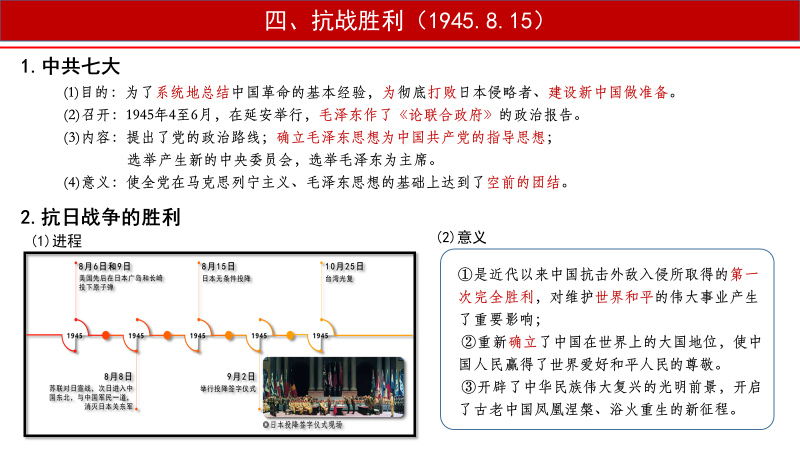 四、抗战胜利（1945.8.15）
1.中共七大
(1)目的：为了系统地总结中国革命的基本经验，为彻底打败日本侵略者、建设新中国做准备。
(2)召开：1945年4至6月，在延安举行，毛泽东作了《论联合政府》的政治报告。
(3)内容：提出了党的政治路线；确立毛泽东思想为中国共产党的指导思想；
选举产生新的中央委员会，选举毛泽东为主席。
(4)意义：使全党在马克思列宁主义、毛泽东思想的基础上达到了空前的团结。
2.抗日战争的胜利
(1)进程
8月6日和9日
美国先后在日本广岛和长崎
投下原子弹
8月15日
日本无条件投降
10月25日
台湾光复
1945
1945
1945
1945
1945
8月8日
苏联对日宣战，次日进入中
国东北，与中国军民一道，
消灭日本关东军
9月2日
举行投降签字仪式
日本投降签字仪式现场
(2)意义
①是近代以来中国抗击外敌入侵所取得的第一
次完全胜利，对维护世界和平的伟大事业产生
了重要影响；
②重新确立了中国在世界上的大国地位，使中
国人民赢得了世界爱好和平人民的尊敬。
③开辟了中华民族伟大复兴的光明前景，开启
了古老中国凤凰涅槃、浴火重生的新征程。